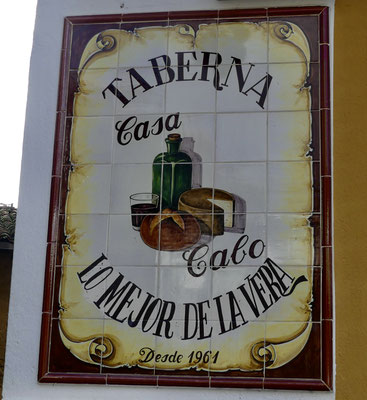 TABERNA
Casa
Cabo
LO MEJOR DE LA VERA
Desde 1961